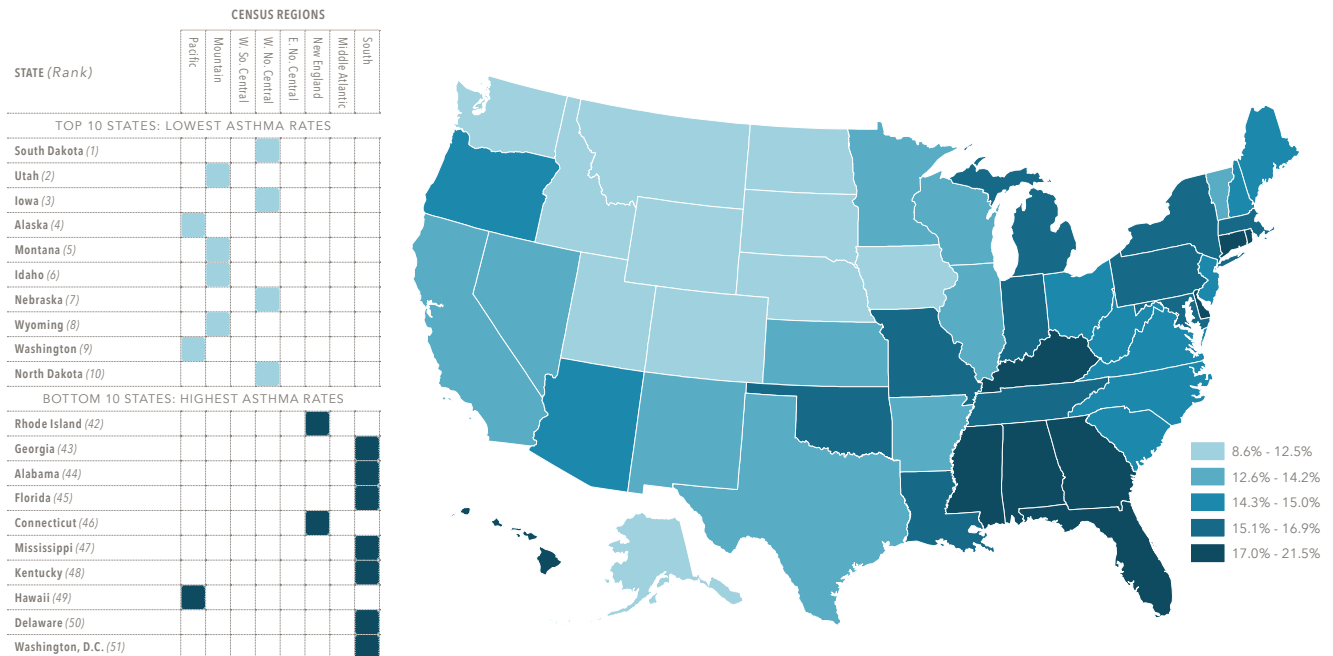 CENSUS REGIONS
STATE (Rank)
Pacific
Mountain
W. So. Central
W. No. Central
E. No. Central
New England
Middle Atlantic
South
TOP 10 STATES: LOWEST ASTHMA RATES
South Dakota (1)
Utah (2)
Iowa (3)
Alaska (4)
Montana (5)
Idaho (6)
Nebraska (7)
Wyoming (8)
Washington (9)
North Dakota (10)
BOTTOM 10 STATES: HIGHEST ASTHMA RATES
Rhode Island (42)
Georgia (43)
Alabama (44)
Florida (45)
Connecticut (46)
Mississippi (47)
Kentucky (48)
Hawaii (49)
Delaware (50)
Washington, D.C. (51)
8.6% - 12.5%
12.6% - 14.2%
14.3% - 15.0%
15.1% - 16.9%
17.0% - 21.5%